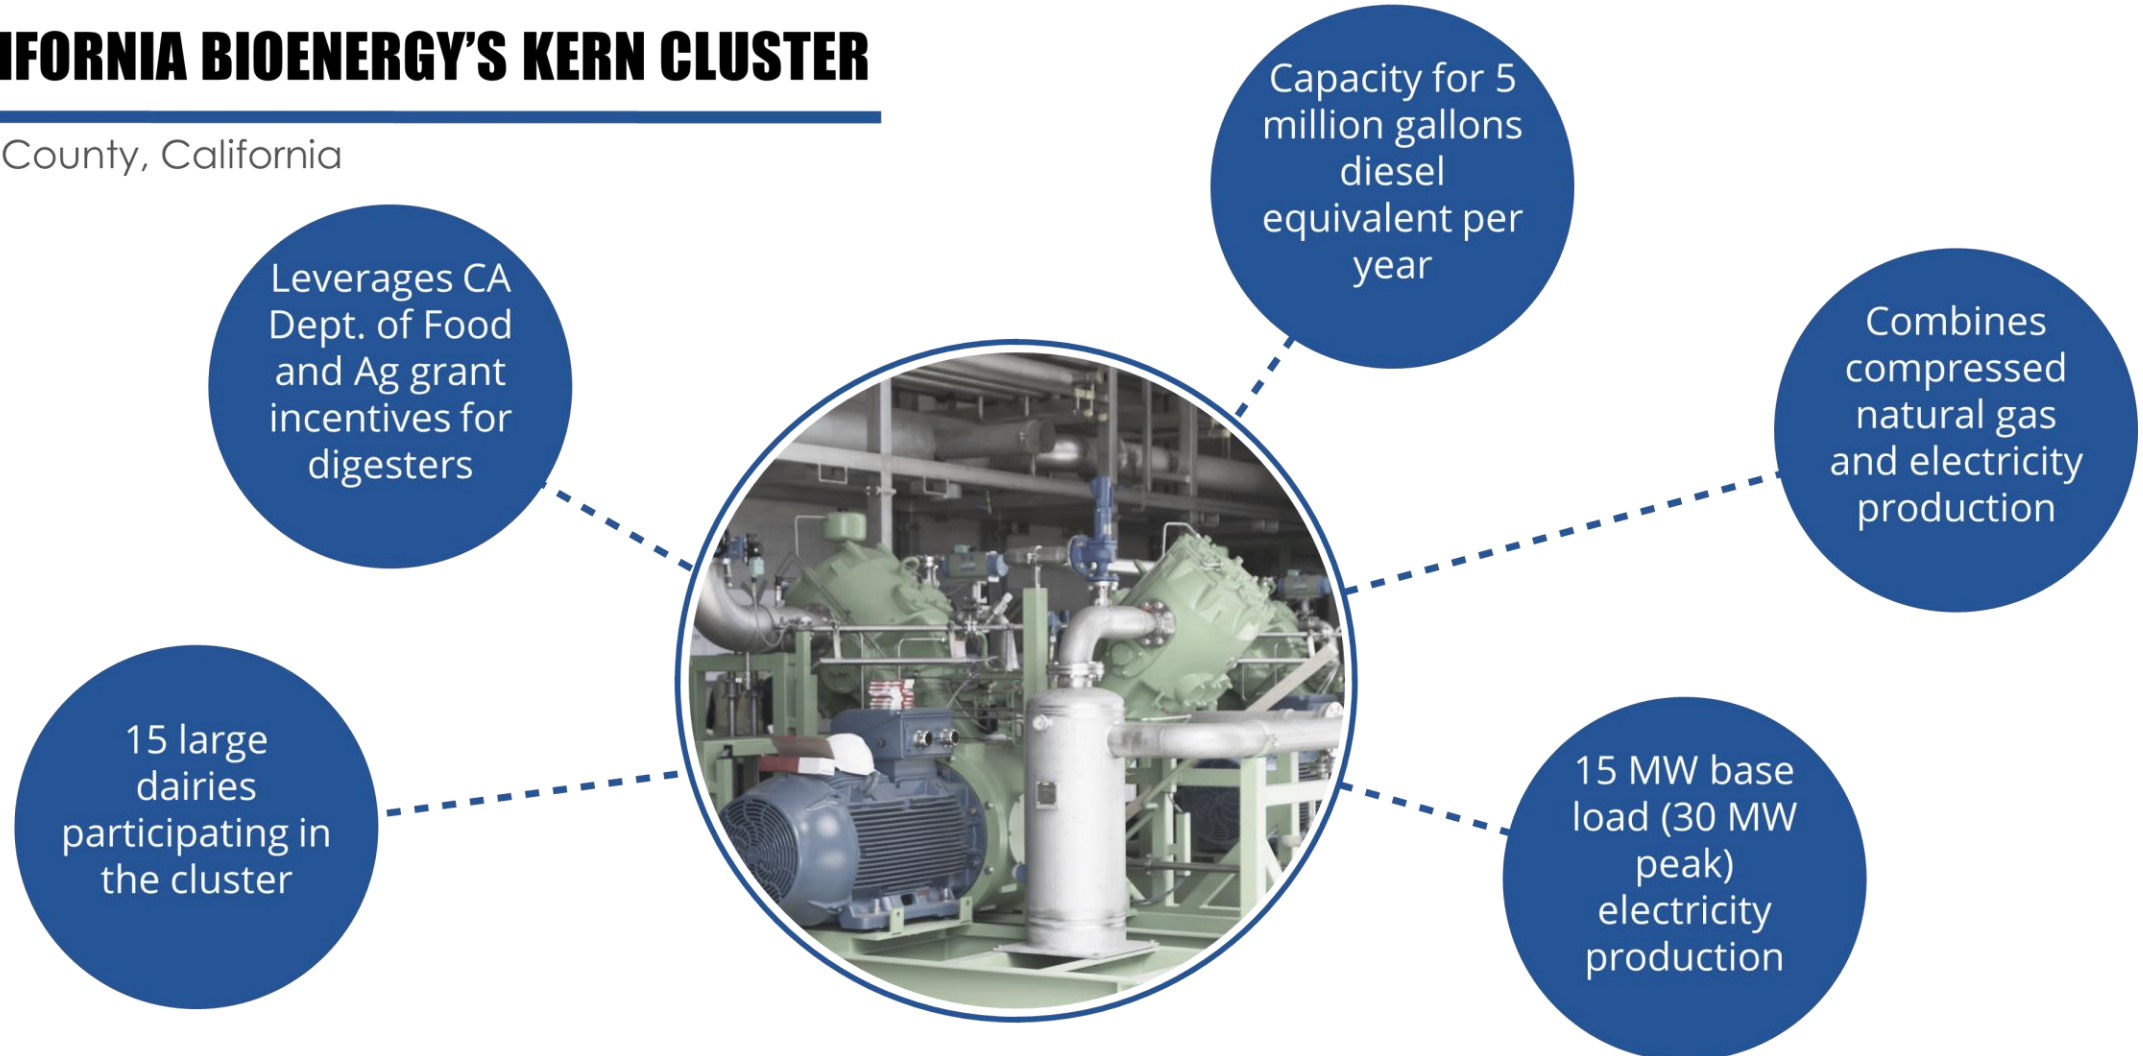 IFORNIA BIOENERGY'S KERN CLUSTER
County, California
Capacity for 5
million gallons
diesel
equivalent per
year
Leverages CA
Dept. of Food
and Ag grant
incentives for
digesters
Combines
compressed
natural gas
and electricity
production
15 large
dairies
participating in
the cluster
15 MW base
load (30 MW
peak)
electricity
production